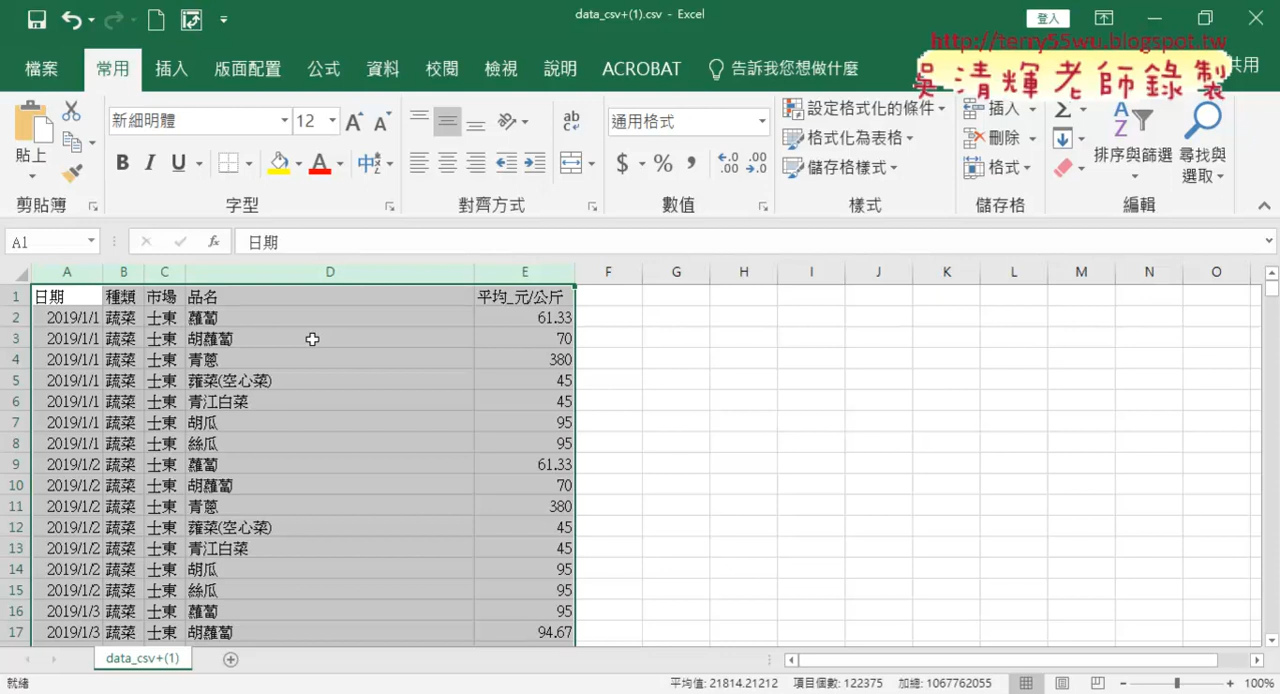 data_csv+(1).csv - Excel
登入
http://terry55wu.blogspot.tw
吳清輝老師錄製
檔案 常用 插入 版面配置 公式 資料 校閱 檢視 說明 ACROBAT 告訴我您想做什麼 共用
貼上
新細明體 12
B I U A 中
ab
通用格式
$ % ,
設定格式化的條件
格式化為表格
儲存格樣式
插入
刪除
格式
Σ
排序與篩選
尋找與
選取
剪貼簿 字型 對齊方式 數值 樣式 儲存格 編輯
A1 fx 日期
A B C D E F G H I J K L M N O
1 日期 種類 市場 品名 平均_元/公斤
2 2019/1/1 蔬菜 士東 蘿蔔 61.33
3 2019/1/1 蔬菜 士東 胡蘿蔔 70
4 2019/1/1 蔬菜 士東 青蔥 380
5 2019/1/1 蔬菜 士東 蕹菜(空心菜) 45
6 2019/1/1 蔬菜 士東 青江白菜 45
7 2019/1/1 蔬菜 士東 胡瓜 95
8 2019/1/1 蔬菜 士東 絲瓜 95
9 2019/1/2 蔬菜 士東 蘿蔔 61.33
10 2019/1/2 蔬菜 士東 胡蘿蔔 70
11 2019/1/2 蔬菜 士東 青蔥 380
12 2019/1/2 蔬菜 士東 蕹菜(空心菜) 45
13 2019/1/2 蔬菜 士東 青江白菜 45
14 2019/1/2 蔬菜 士東 胡瓜 95
15 2019/1/2 蔬菜 士東 絲瓜 95
16 2019/1/3 蔬菜 士東 蘿蔔 95
17 2019/1/3 蔬菜 士東 胡蘿蔔 94.67
data_csv+(1)
就緒 平均值: 21814.21212 項目個數: 122375 加總: 1067762055 100%